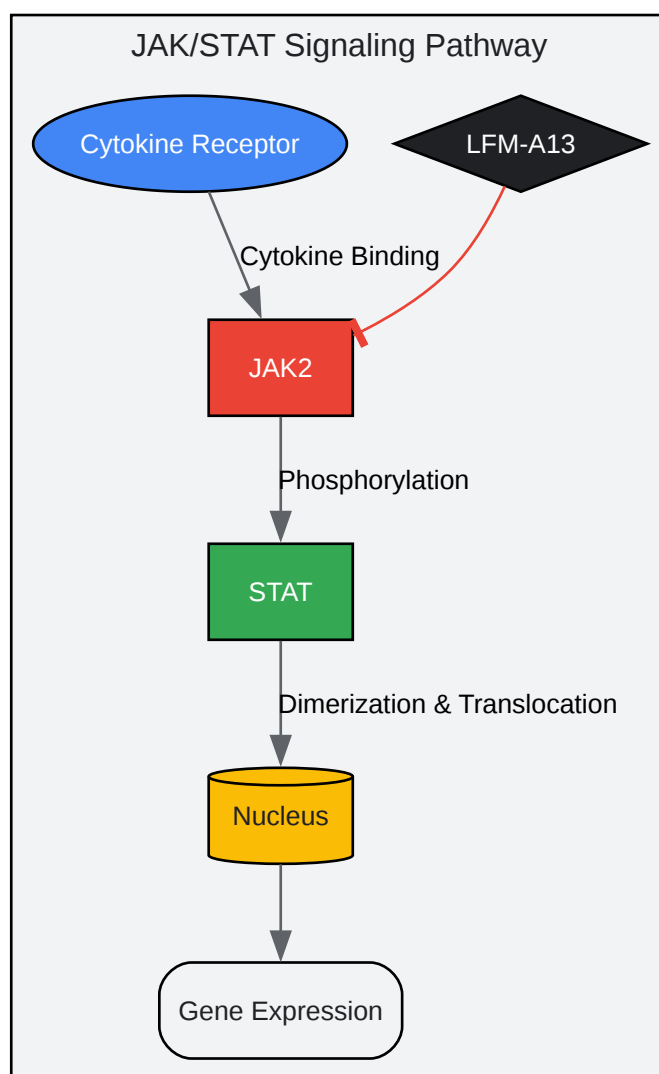 JAK/STAT Signaling Pathway
Cytokine Receptor
LFM-A13
Cytokine Binding
JAK2
Phosphorylation
STAT
Dimerization & Translocation
Nucleus
Gene Expression